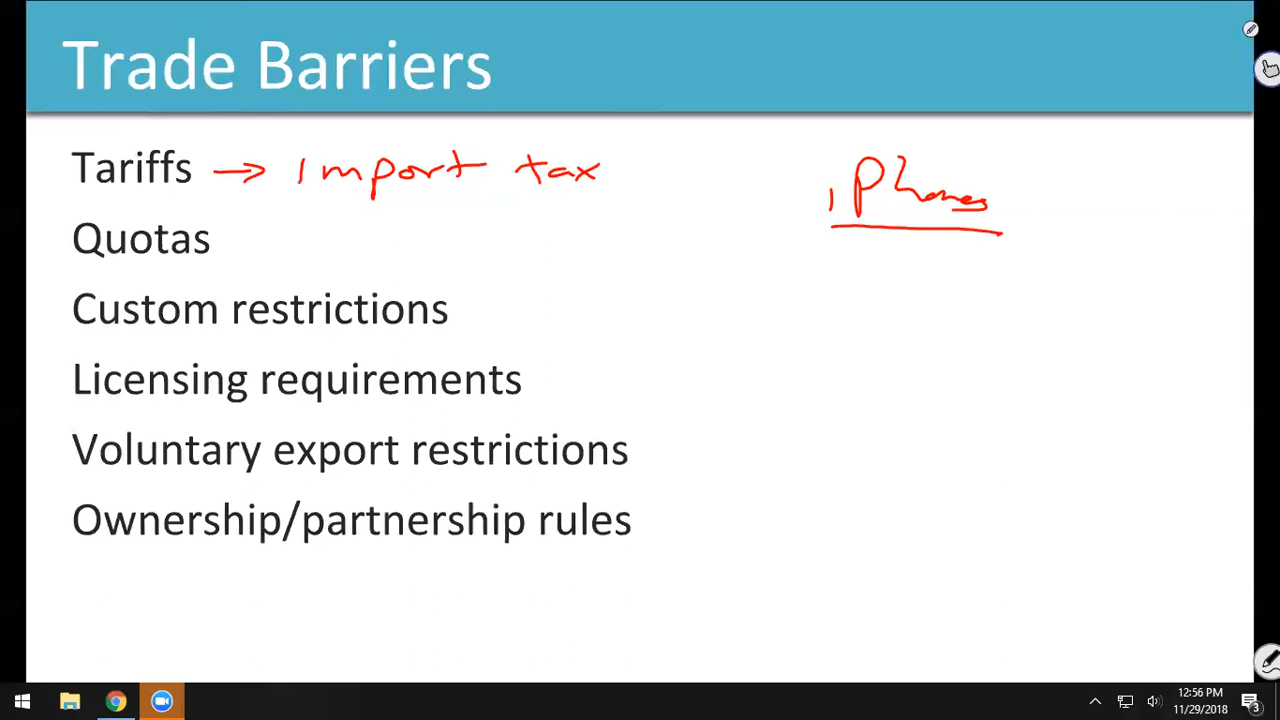 Trade Barriers
Tariffs → Import tax
iPhones
Quotas
Custom restrictions
Licensing requirements
Voluntary export restrictions
Ownership/partnership rules
12:56 PM
11/29/2018
3